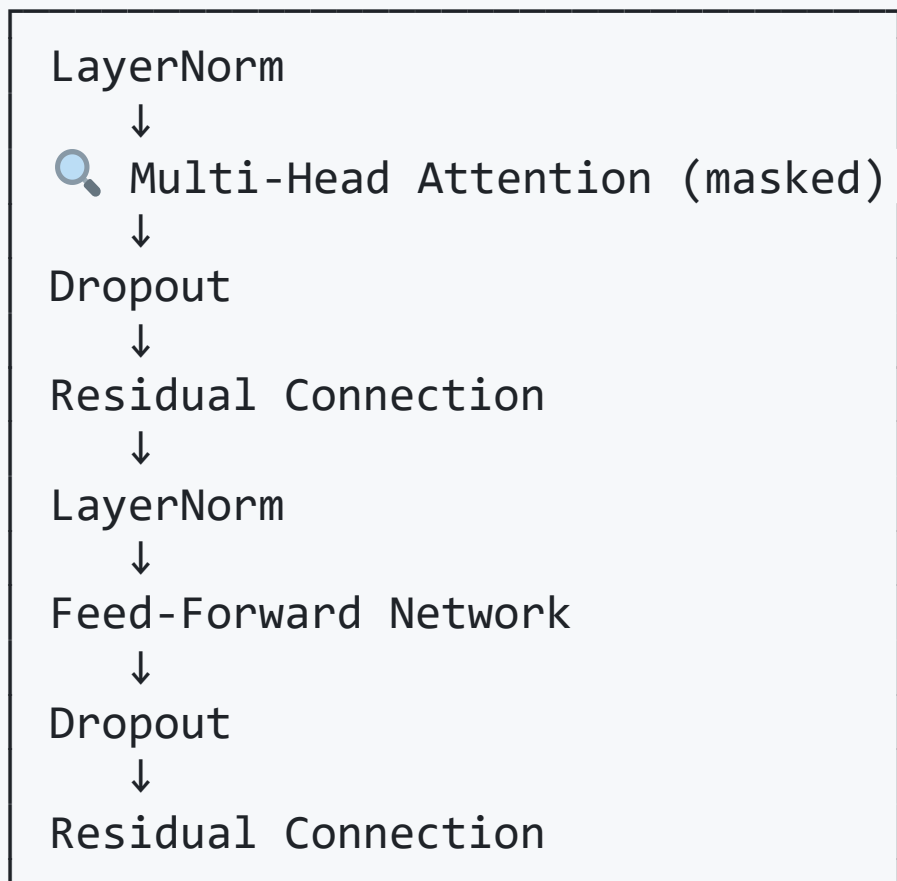 LayerNorm
↓
🔍 Multi-Head Attention (masked)
↓
Dropout
↓
Residual Connection
↓
LayerNorm
↓
Feed-Forward Network
↓
Dropout
↓
Residual Connection